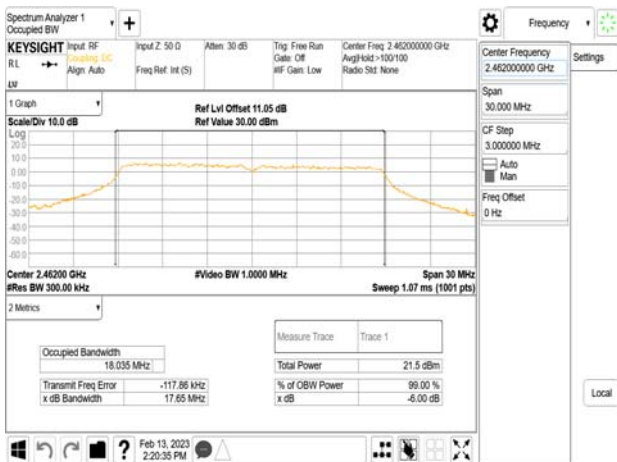 Spectrum Analyzer 1
Occupied BW
KEYSIGHT
RL
Input: RF
Coupling: DC
Align: Auto
Input Z: 50 Ω
Freq Ref: Int (S)
Atten: 30 dB
Trig: Free Run
Gate: Off
#IF Gain: Low
Center Freq: 2.462000000 GHz
Avg|Hold:>100/100
Radio Std: None
LVI
1 Graph
Scale/Div 10.0 dB
Ref Lvl Offset 11.05 dB
Ref Value 30.00 dBm
Log
20.0
10.0
0.00
-10.0
-20.0
-30.0
-40.0
-50.0
-60.0
Center 2.46200 GHz
#Res BW 300.00 kHz
#Video BW 1.0000 MHz
Span 30 MHz
Sweep 1.07 ms (1001 pts)
2 Metrics
Measure Trace Trace 1
Occupied Bandwidth
18.035 MHz
Total Power 21.5 dBm
Transmit Freq Error -117.86 kHz
% of OBW Power 99.00 %
x dB Bandwidth 17.65 MHz
x dB -6.00 dB
Feb 13, 2023
2:20:35 PM
Frequency
Settings
Center Frequency
2.462000000 GHz
Span
30.000 MHz
CF Step
3.000000 MHz
Auto
Man
Freq Offset
0 Hz
Local